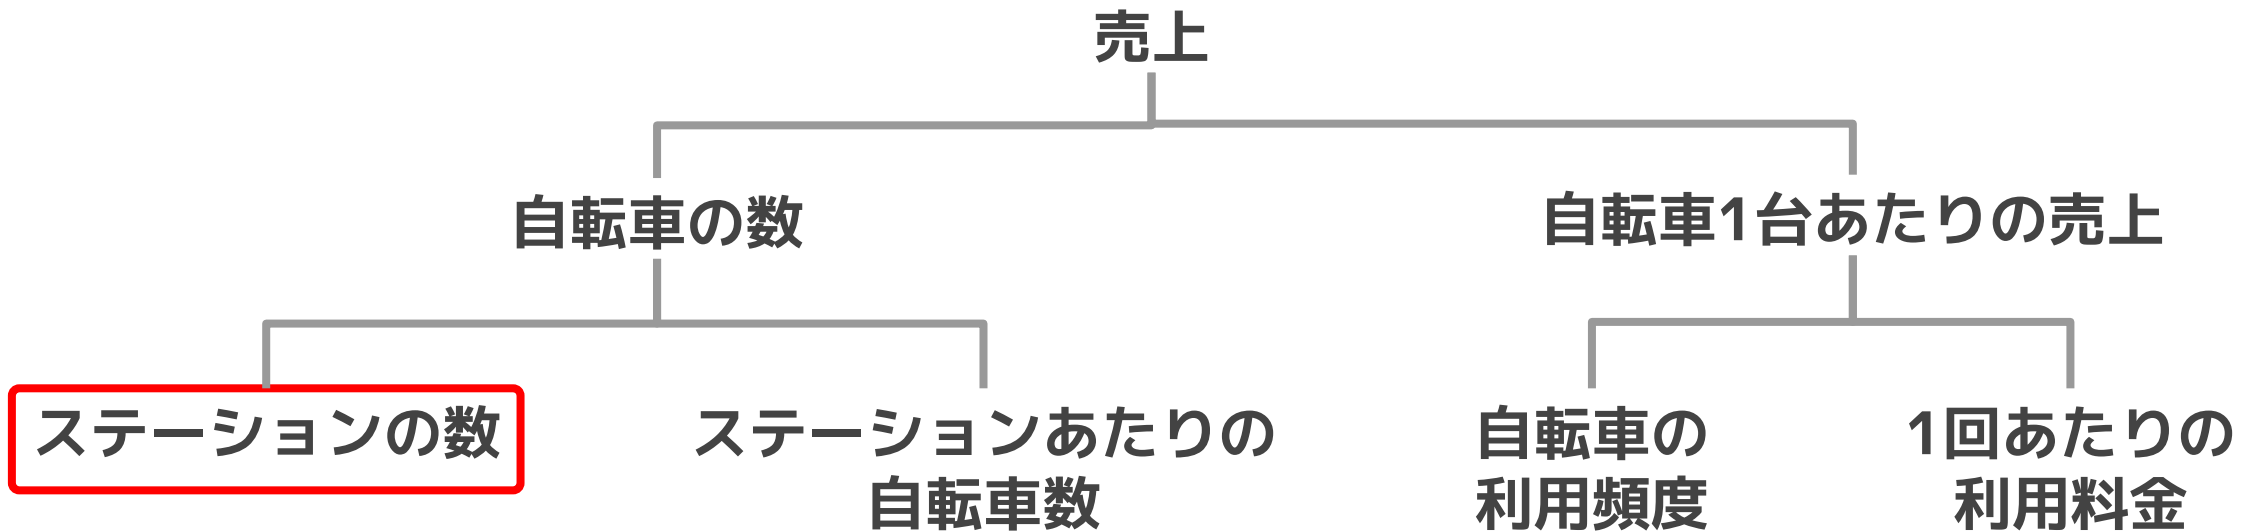 売上
自転車の数
自転車1台あたりの売上
ステーションの数
ステーションあたりの
自転車数
自転車の
利用頻度
1回あたりの
利用料金